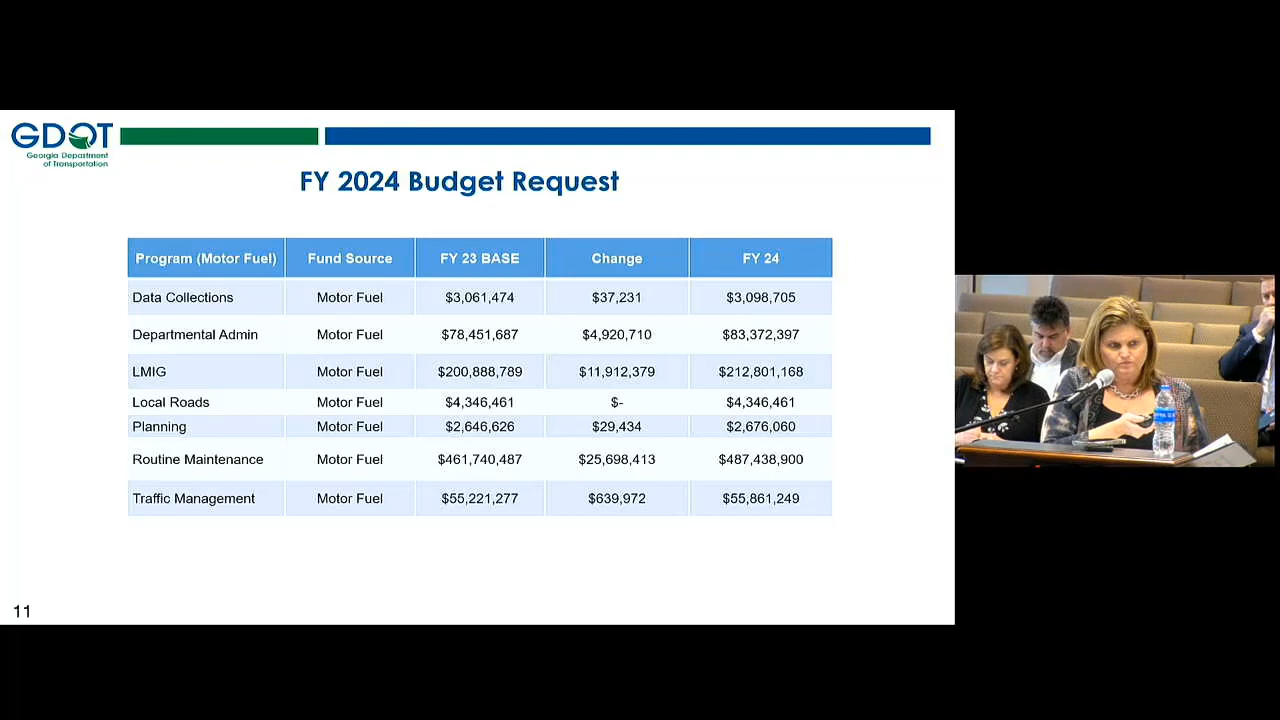 GDOT
Georgia Department
of Transportation
FY 2024 Budget Request
Program (Motor Fuel) Fund Source FY 23 BASE Change FY 24
Data Collections Motor Fuel $3,061,474 $37,231 $3,098,705
Departmental Admin Motor Fuel $78,451,687 $4,920,710 $83,372,397
LMIG Motor Fuel $200,888,789 $11,912,379 $212,801,168
Local Roads Motor Fuel $4,346,461 $- $4,346,461
Planning Motor Fuel $2,646,626 $29,434 $2,676,060
Routine Maintenance Motor Fuel $461,740,487 $25,698,413 $487,438,900
Traffic Management Motor Fuel $55,221,277 $639,972 $55,861,249
11